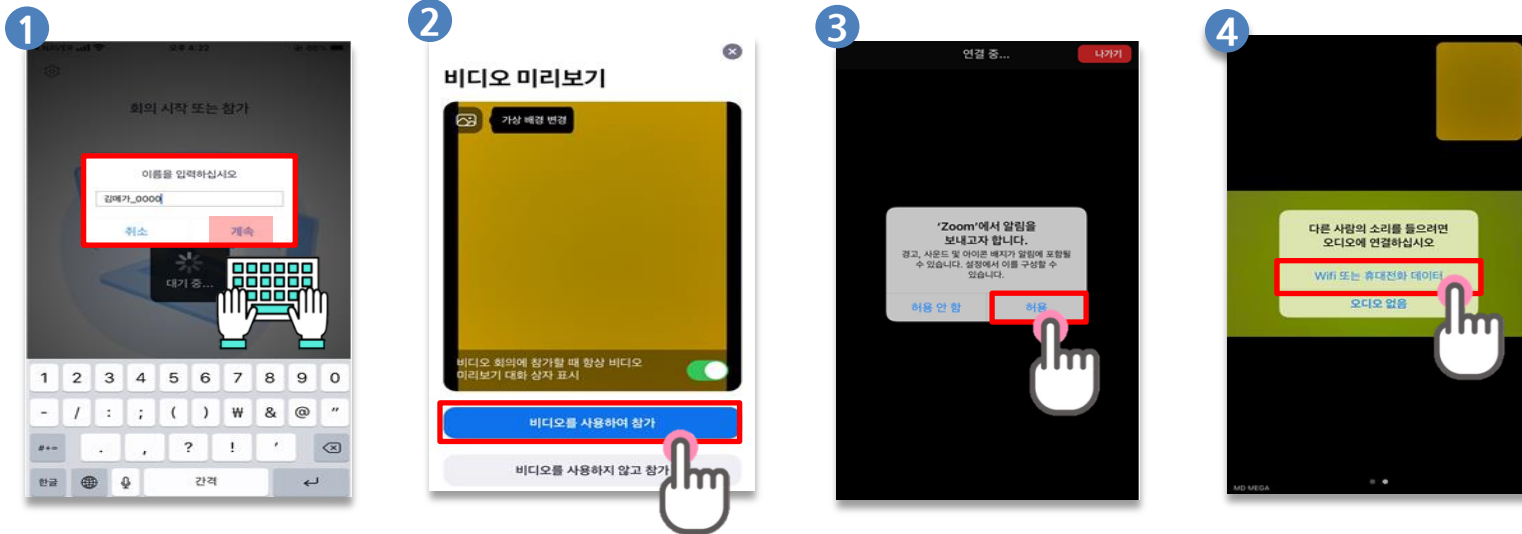 1
NAVER
오후 4:22
회의 시작 또는 참가
이름을 입력하십시오
김메가_0000
취소
계속
대기 중...
1 2 3 4 5 6 7 8 9 0
- / : ; ( ) ₩ & @ "
#+= . , ? ! '
한글
간격
2
비디오 미리보기
가상 배경 변경
비디오 회의에 참가할 때 항상 비디오
미리보기 대화 상자 표시
비디오를 사용하여 참가
비디오를 사용하지 않고 참가
3
연결 중...
나가기
'Zoom'에서 알림을
보내고자 합니다.
경고, 사운드 및 아이콘 배지가 알림에 포함될
수 있습니다. 설정에서 이를 구성할 수
있습니다.
허용 안 함
허용
4
다른 사람의 소리를 들으려면
오디오에 연결하십시오
Wifi 또는 휴대전화 데이터
오디오 없음
MD MEGA